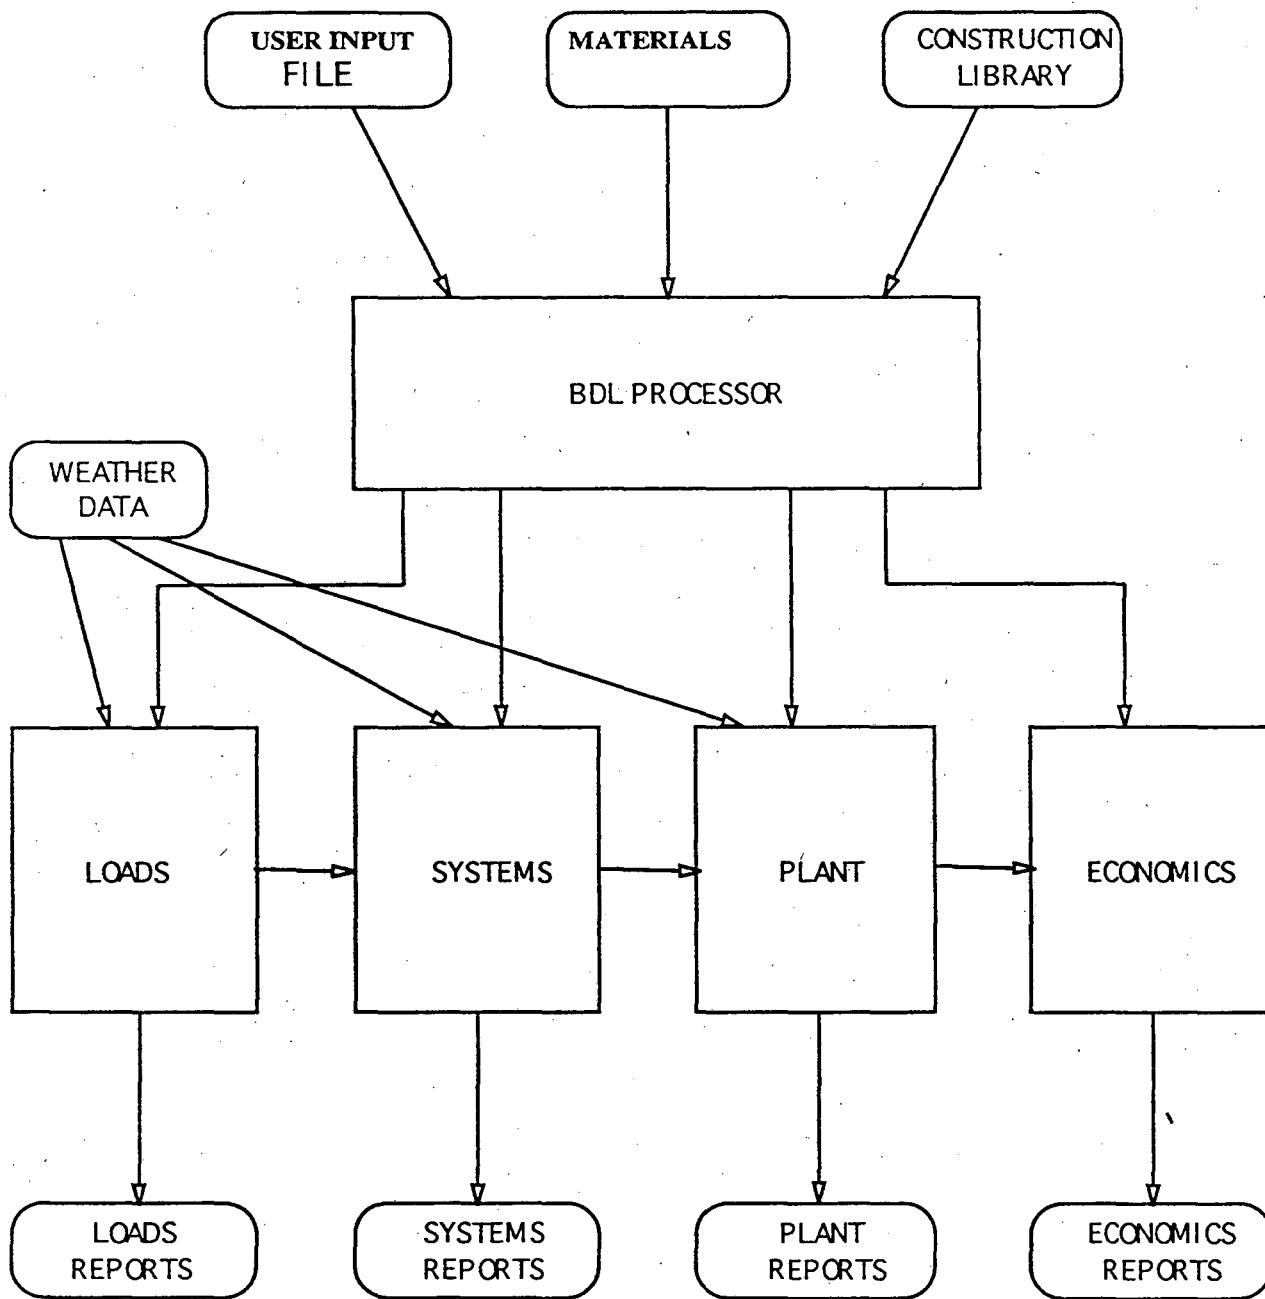 USER INPUT
FILE
MATERIALS
CONSTRUCTION
LIBRARY
BDL PROCESSOR
WEATHER
DATA
LOADS
SYSTEMS
PLANT
ECONOMICS
LOADS
REPORTS
SYSTEMS
REPORTS
PLANT
REPORTS
ECONOMICS
REPORTS